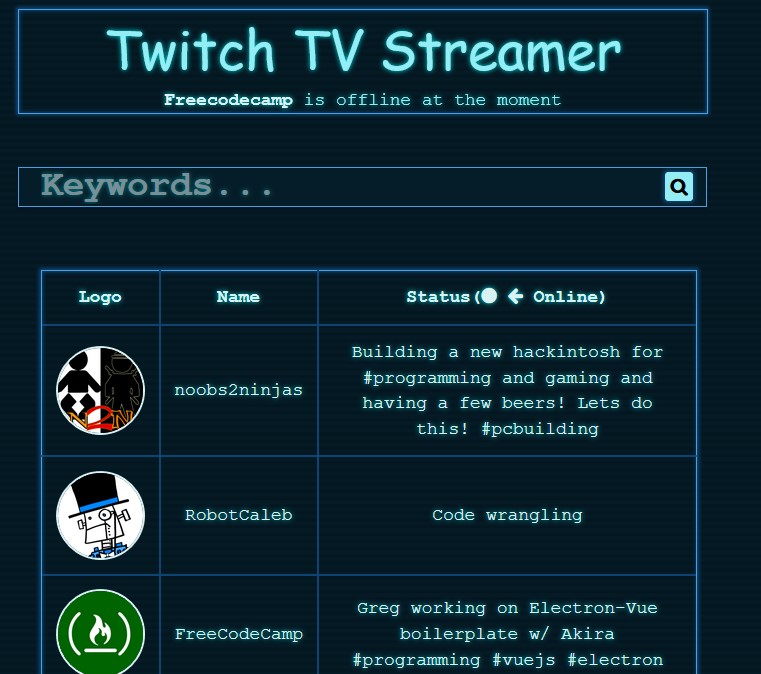 Twitch TV Streamer
Freecodecamp is offline at the moment
Keywords...
Logo
Name
Status(● ← Online)
N2N
noobs2ninjas
Building a new hackintosh for
#programming and gaming and
having a few beers! Lets do
this! #pcbuilding
RobotCaleb
Code wrangling
FreeCodeCamp
Greg working on Electron-Vue
boilerplate w/ Akira
#programming #vuejs #electron